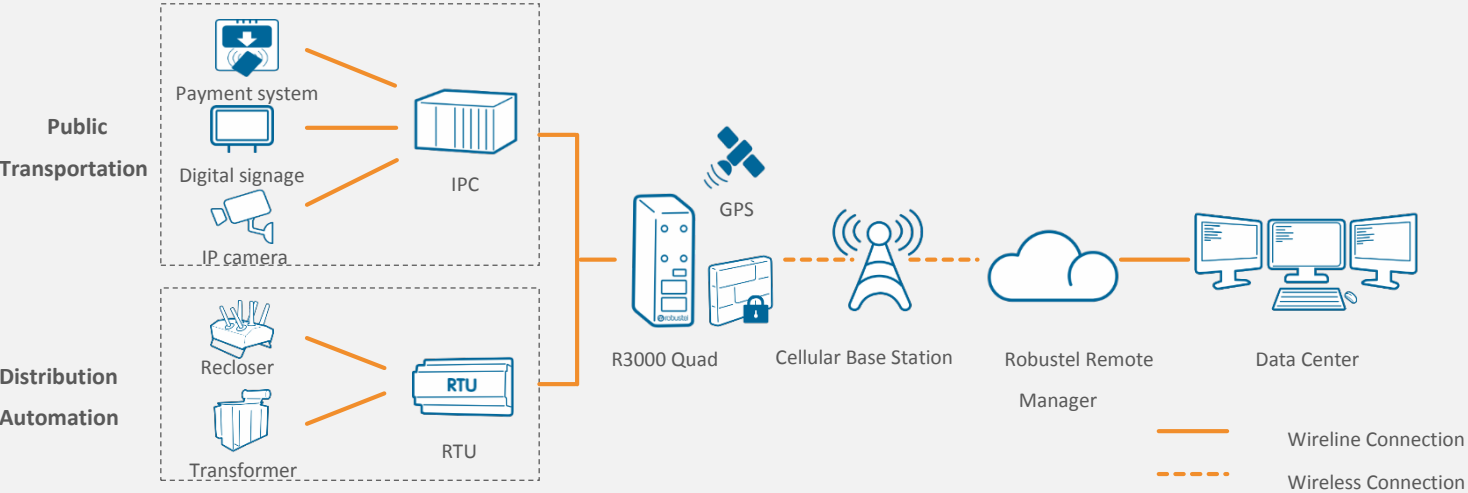 Public
Transportation
Payment system
Digital signage
IP camera
IPC
Distribution
Automation
Recloser
Transformer
RTU
RTU
GPS
robustel
R3000 Quad
Cellular Base Station
Robustel Remote
Manager
Data Center
Wireline Connection
Wireless Connection